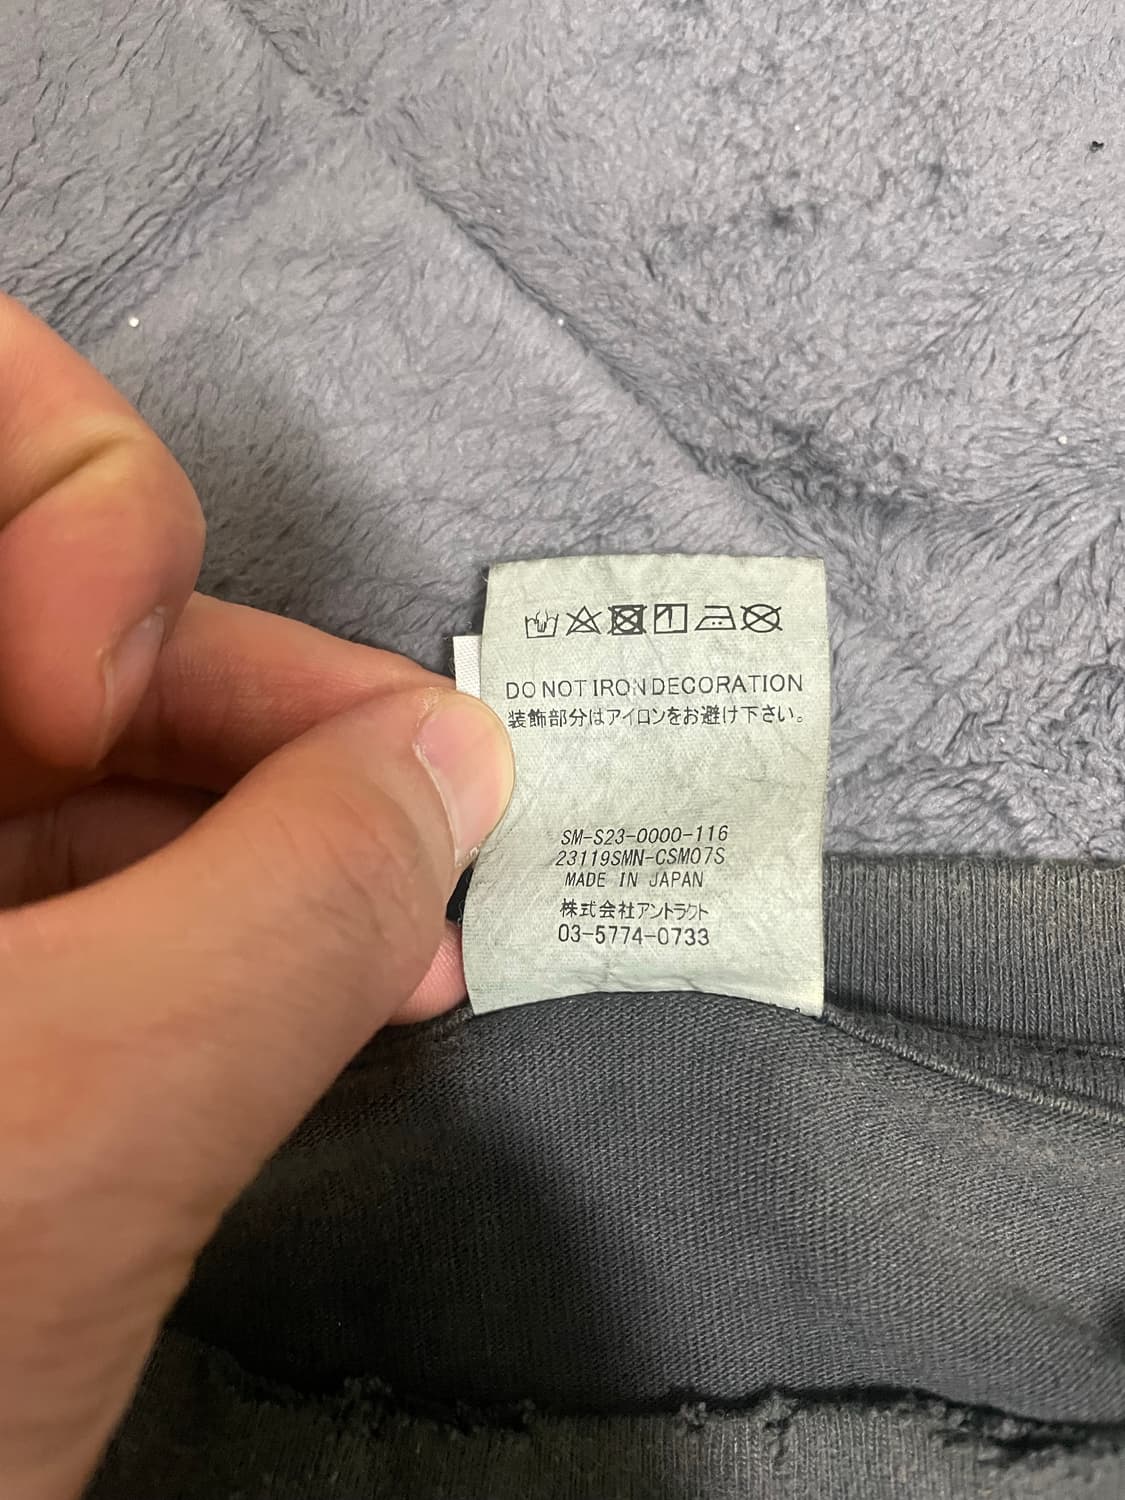 DO NOT IRON DECORATION
装飾部分はアイロンをお避け下さい。
SM-S23-0000-116
23119SMN-CSM07S
MADE IN JAPAN
株式会社アントラクト
03-5774-0733